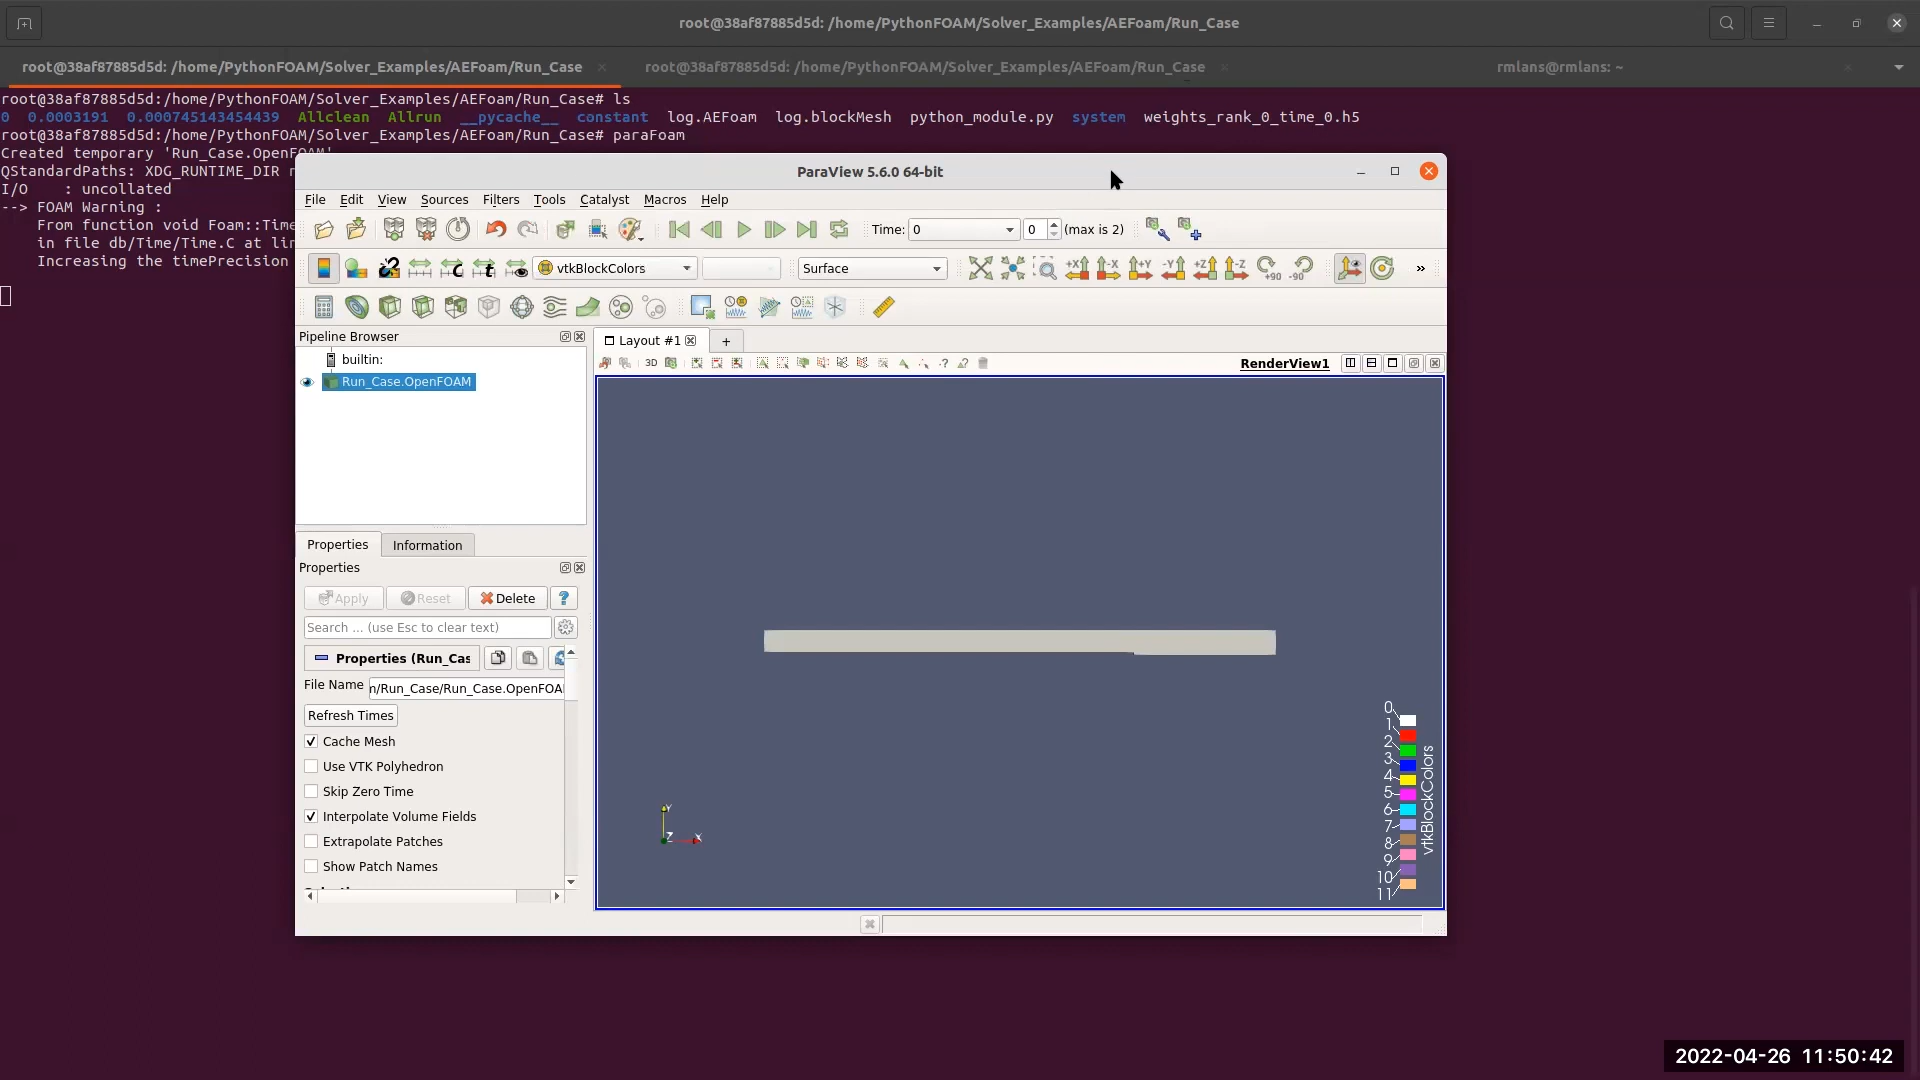 root@38af87885d5d: /home/PythonFOAM/Solver_Examples/AEFoam/Run_Case
root@38af87885d5d: /home/PythonFOAM/Solver_Examples/AEFoam/Run_Case
root@38af87885d5d: /home/PythonFOAM/Solver_Examples/AEFoam/Run_Case
rmlans@rmlans: ~
root@38af87885d5d:/home/PythonFOAM/Solver_Examples/AEFoam/Run_Case# ls
0 0.0003191 0.000745143454439 Allclean Allrun __pycache__ constant log.AEFoam log.blockMesh python_module.py system weights_rank_0_time_0.h5
root@38af87885d5d:/home/PythonFOAM/Solver_Examples/AEFoam/Run_Case# paraFoam
Created temporary 'Run_Case.OpenFOAM'
QStandardPaths: XDG_RUNTIME_DIR
I/O : uncollated
--> FOAM Warning :
From function void Foam::Time
in file db/Time/Time.C at
Increasing the timePrecision
ParaView 5.6.0 64-bit
File Edit View Sources Filters Tools Catalyst Macros Help
Time: 0 0 (max is 2)
vtkBlockColors Surface +X -X +Y -Y +Z -Z +90 -90 »
Pipeline Browser
builtin:
Run_Case.OpenFOAM
Layout #1 +
3D RenderView1
Properties Information
Properties
Apply Reset Delete ?
Search ... (use Esc to clear text)
Properties (Run_Cas
File Name n/Run_Case/Run_Case.OpenFOA
Refresh Times
Cache Mesh
Use VTK Polyhedron
Skip Zero Time
Interpolate Volume Fields
Extrapolate Patches
Show Patch Names
Y
Z X
0
1
2
3
4
5
6
7
8
9
10
11
vtkBlockColors
2022-04-26 11:50:42